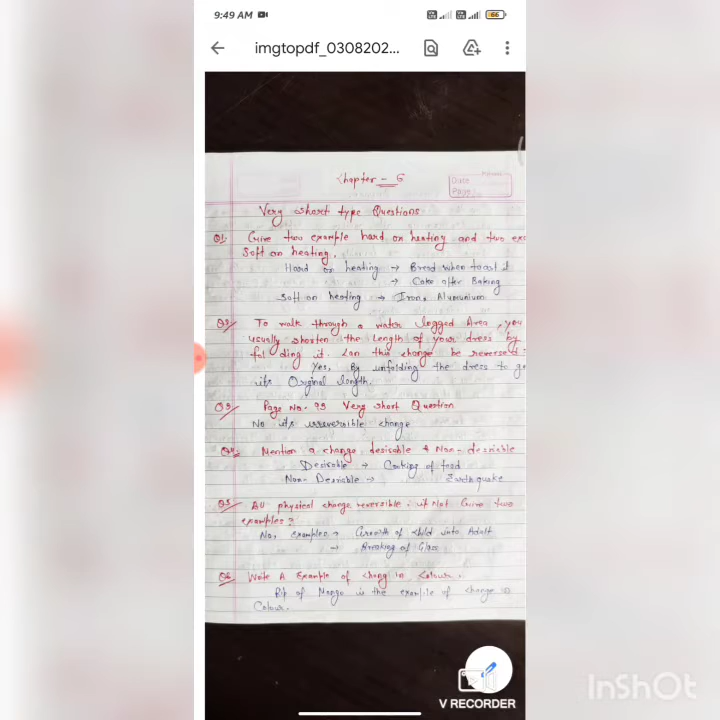 9:49 AM
66
imgtopdf_0308202...
Chapter - 6
Date
Page
Very short type Questions
Q1 Give two example hard on heating and two exa
Soft on heating.
Hard on heating → Bread when toast it
→ Cake after Baking
Soft on heating → Iron, Alumunium
Q2 To walk through a water logged Area, you
usually shorten the length of your dress by
folding it. Can this change be reversed?
Yes, By unfolding the dress to ge
its Original length.
Q3 Page No. 93 Very Short Question
No its irreversible change
Q4 Mention a change desirable & Non-desirable
Desirable → Cooking of food
Non-Desirable → Earthquake
Q5 All physical change reversible. if Not Give two
examples?
No, examples → Growth of child into Adult
→ Breaking of Glass
Q6 Write A Example of chang in Colour.
Rip of Mango is the example of change in
Colour.
V RECORDER
InShOt